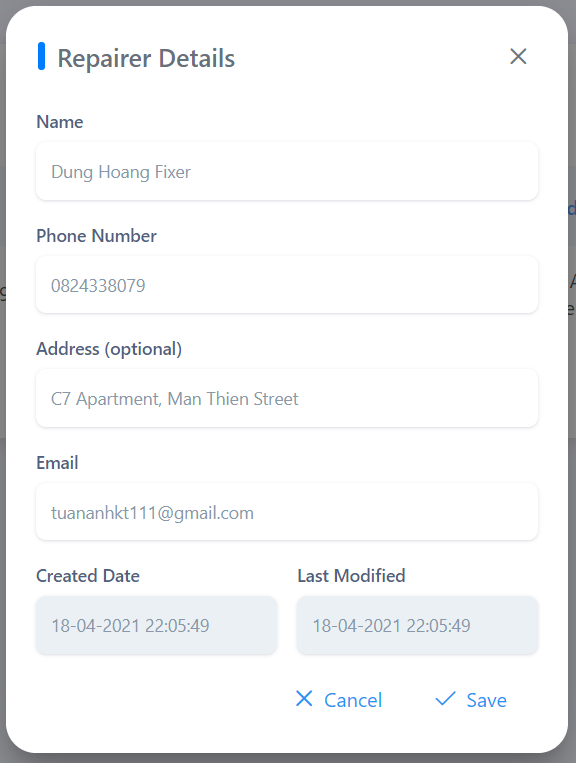 Repairer Details
Name
Dung Hoang Fixer
Phone Number
0824338079
Address (optional)
C7 Apartment, Man Thien Street
Email
tuananhkt111@gmail.com
Created Date Last Modified
18-04-2021 22:05:49 18-04-2021 22:05:49
Cancel Save